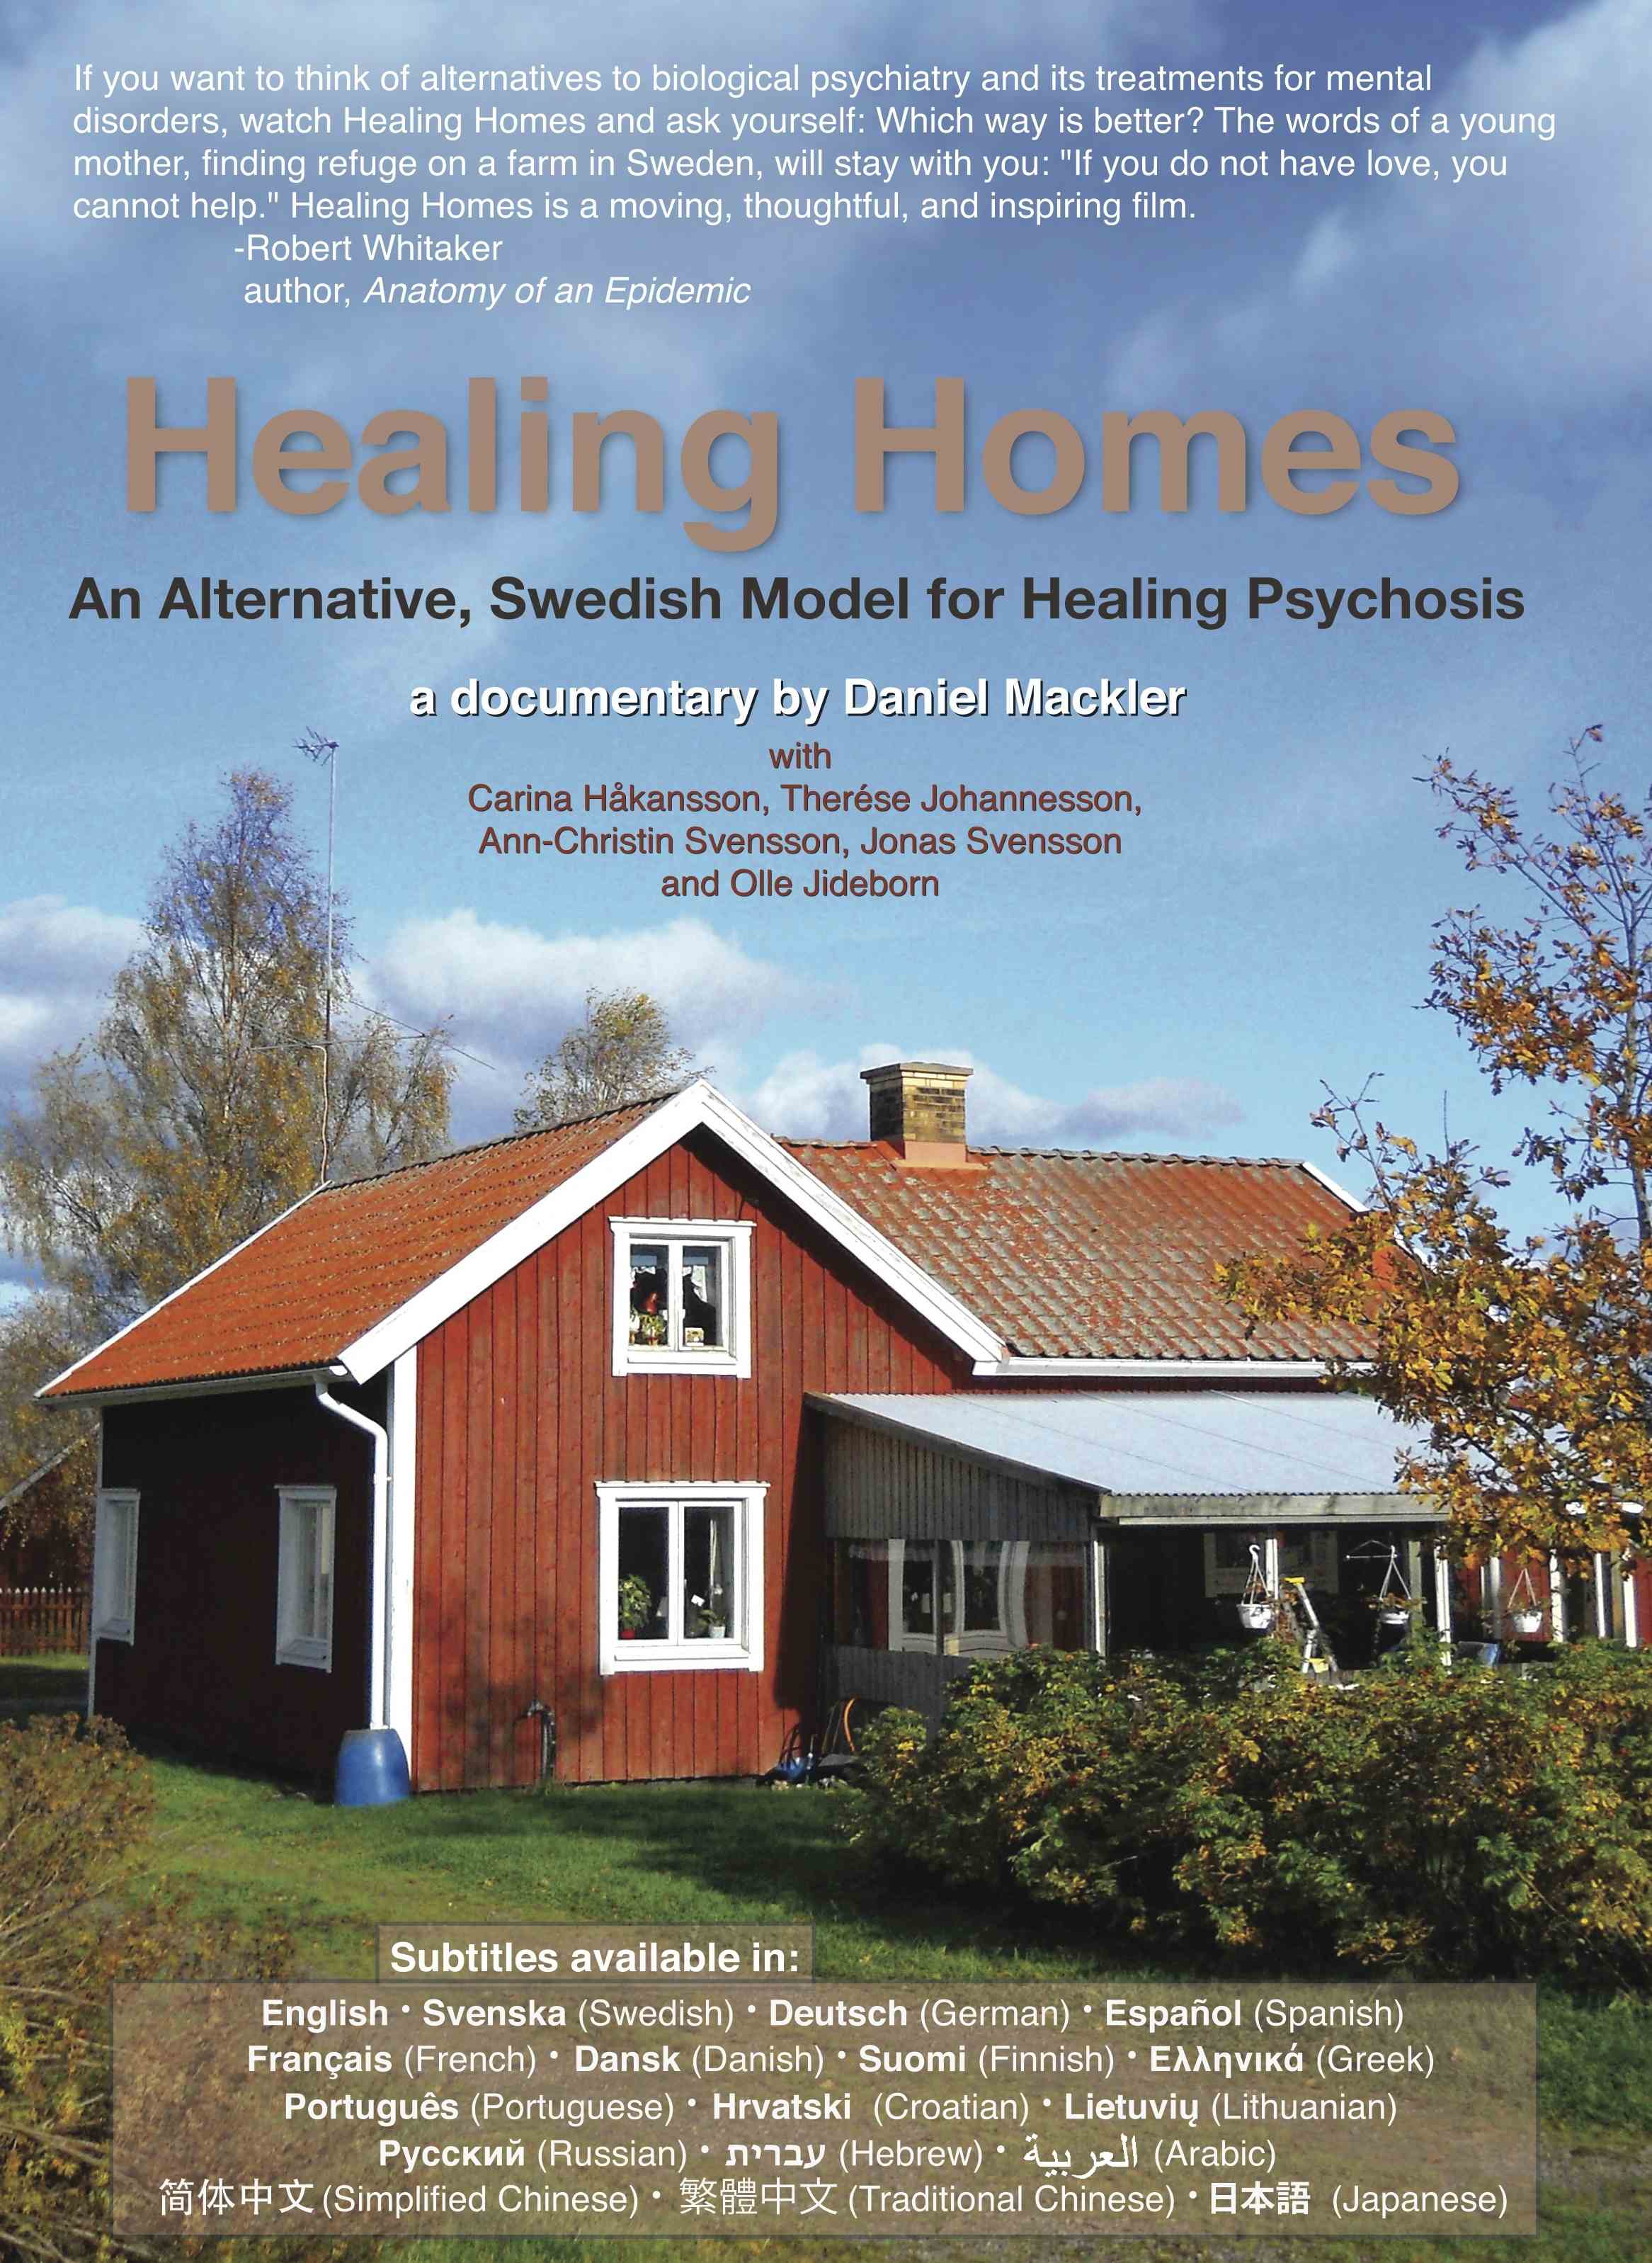 If you want to think of alternatives to biological psychiatry and its treatments for mental
disorders, watch Healing Homes and ask yourself: Which way is better? The words of a young
mother, finding refuge on a farm in Sweden, will stay with you: "If you do not have love, you
cannot help." Healing Homes is a moving, thoughtful, and inspiring film.
-Robert Whitaker
author, Anatomy of an Epidemic
Healing Homes
An Alternative, Swedish Model for Healing Psychosis
a documentary by Daniel Mackler
with
Carina Håkansson, Therése Johannesson,
Ann-Christin Svensson, Jonas Svensson
and Olle Jideborn
Subtitles available in:
English • Svenska (Swedish) • Deutsch (German) • Español (Spanish)
Français (French) • Dansk (Danish) • Suomi (Finnish) • Ελληνικά (Greek)
Português (Portuguese) • Hrvatski (Croatian) • Lietuvių (Lithuanian)
Русский (Russian) • עברית (Hebrew) • العربية (Arabic)
简体中文 (Simplified Chinese) • 繁體中文 (Traditional Chinese) • 日本語 (Japanese)